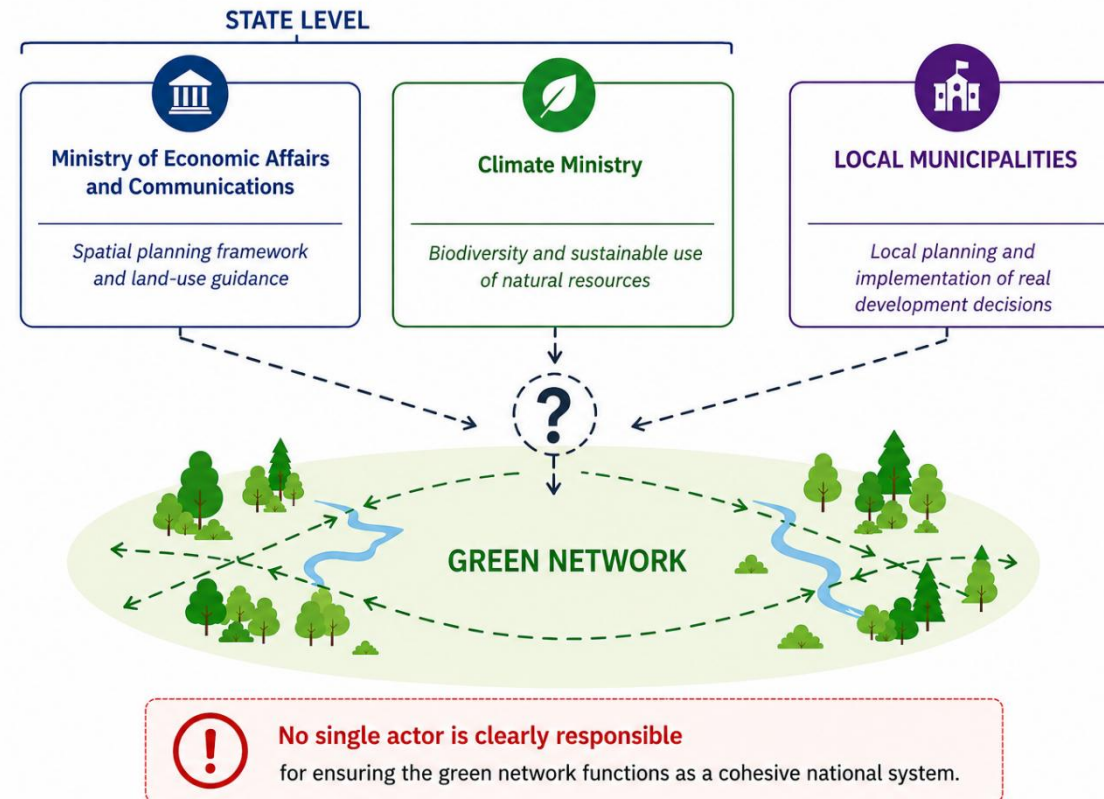 STATE LEVEL
Ministry of Economic Affairs
and Communications
Spatial planning framework
and land-use guidance
Climate Ministry
Biodiversity and sustainable use
of natural resources
LOCAL MUNICIPALITIES
Local planning and
implementation of real
development decisions
?
GREEN NETWORK
!
No single actor is clearly responsible
for ensuring the green network functions as a cohesive national system.